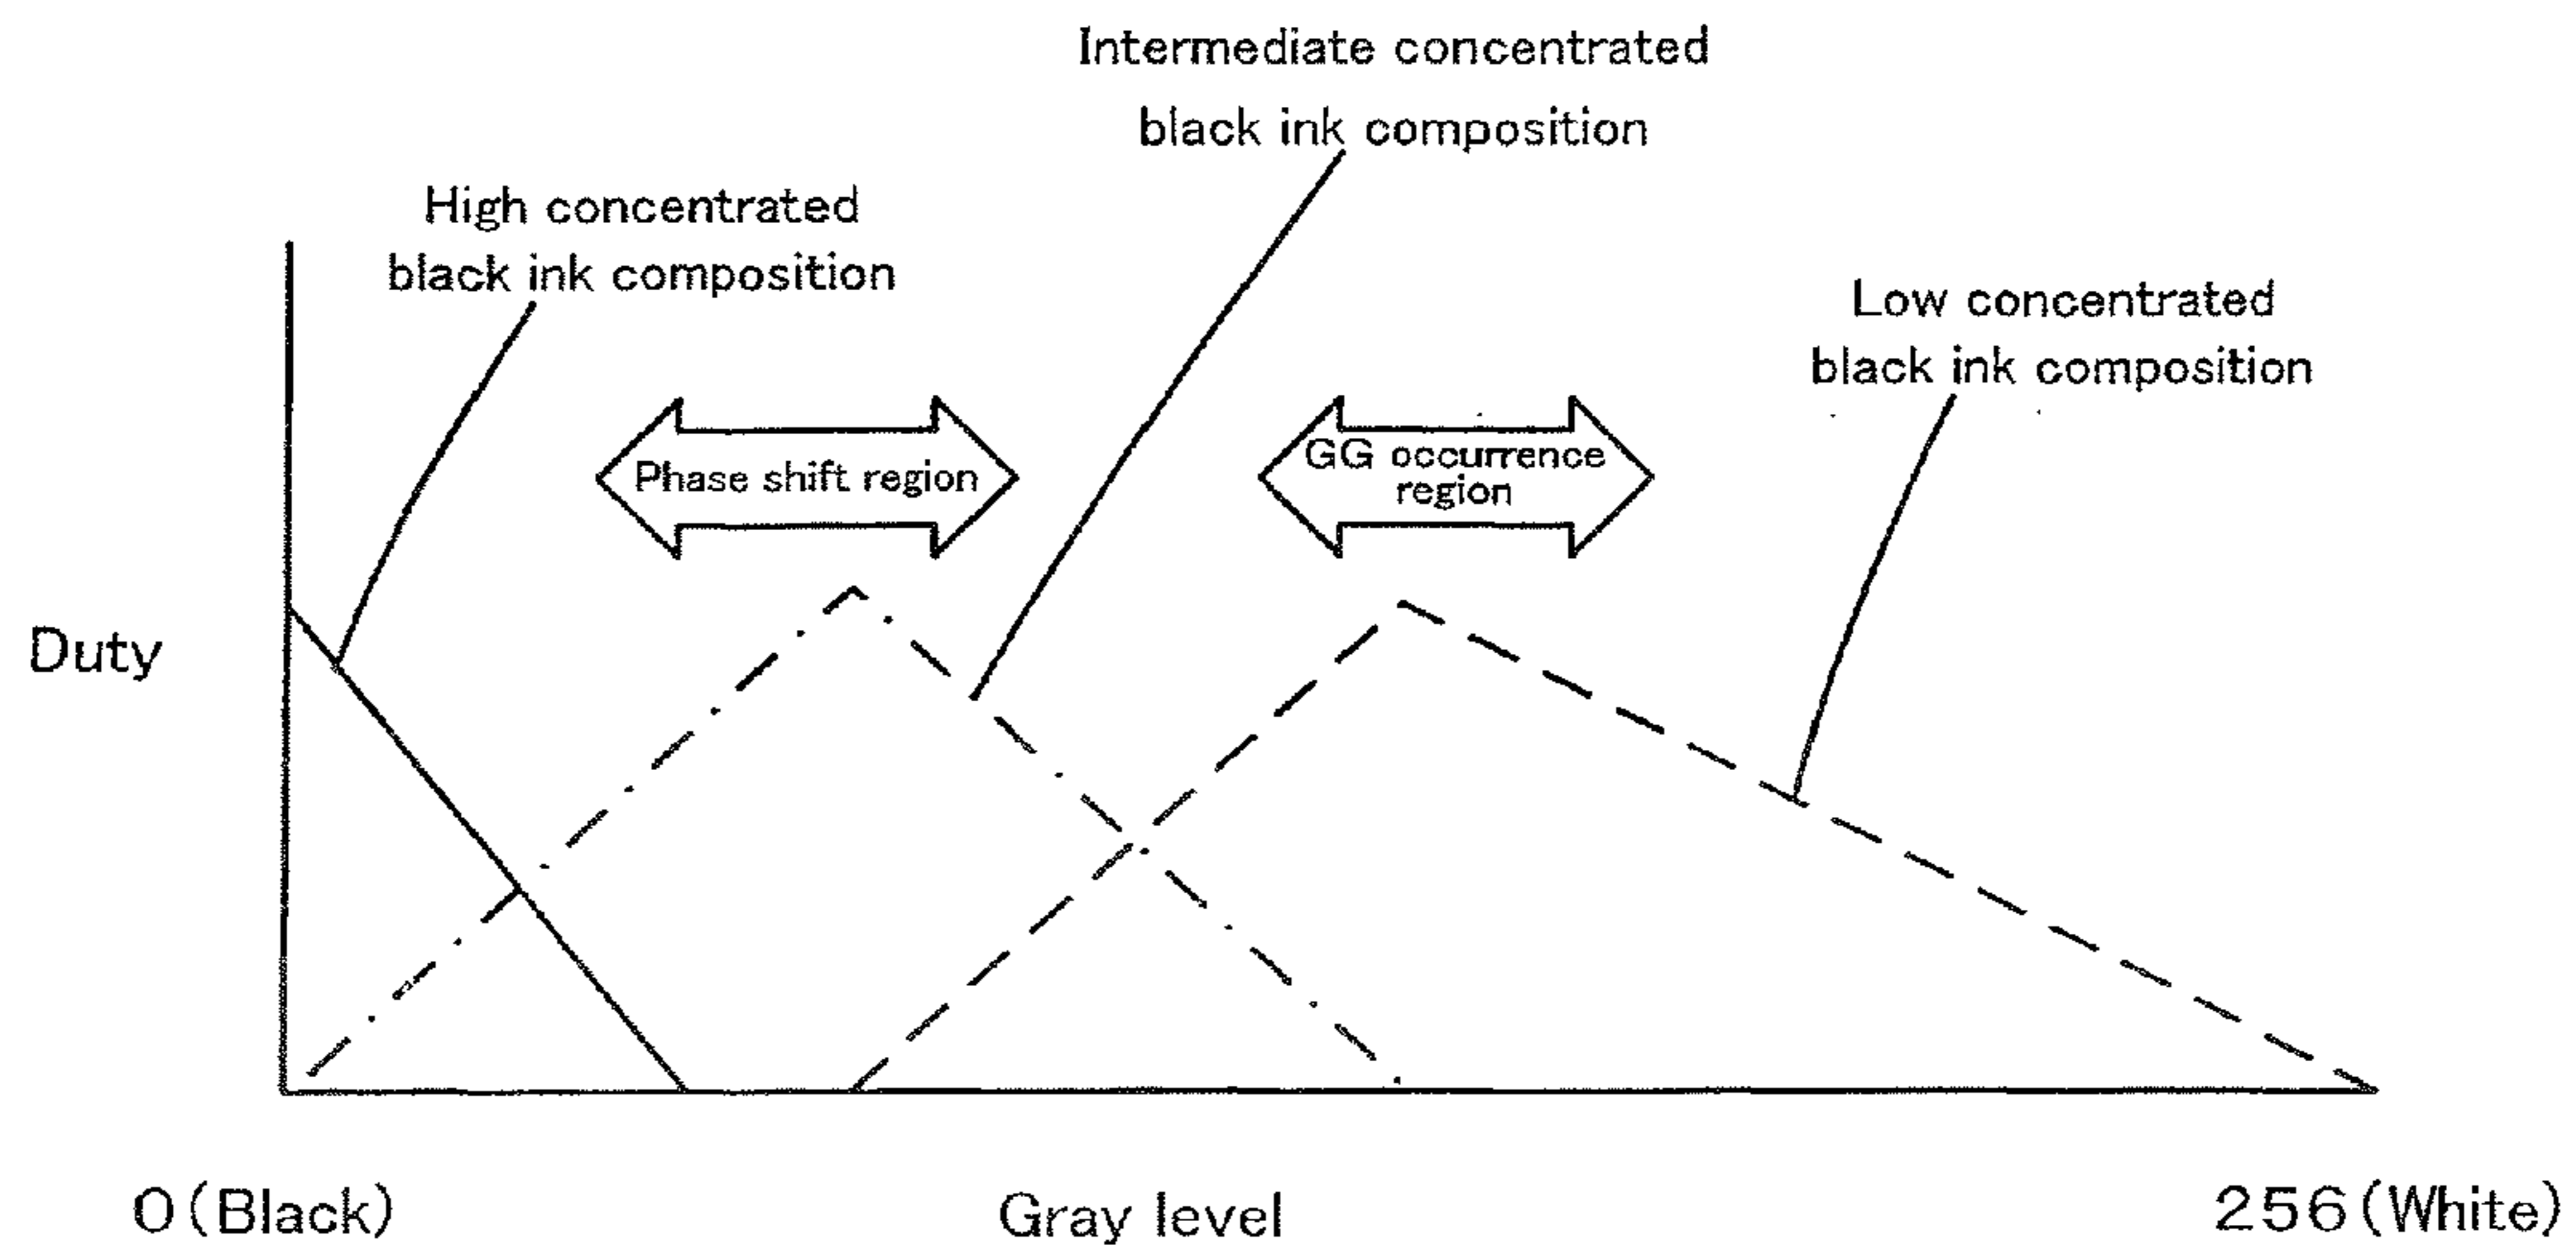 Intermediate concentrated
black ink composition
High concentrated
black ink composition
Low concentrated
black ink composition
Phase shift region
GG occurrence
region
Duty
0(Black)
Gray level
256(White)